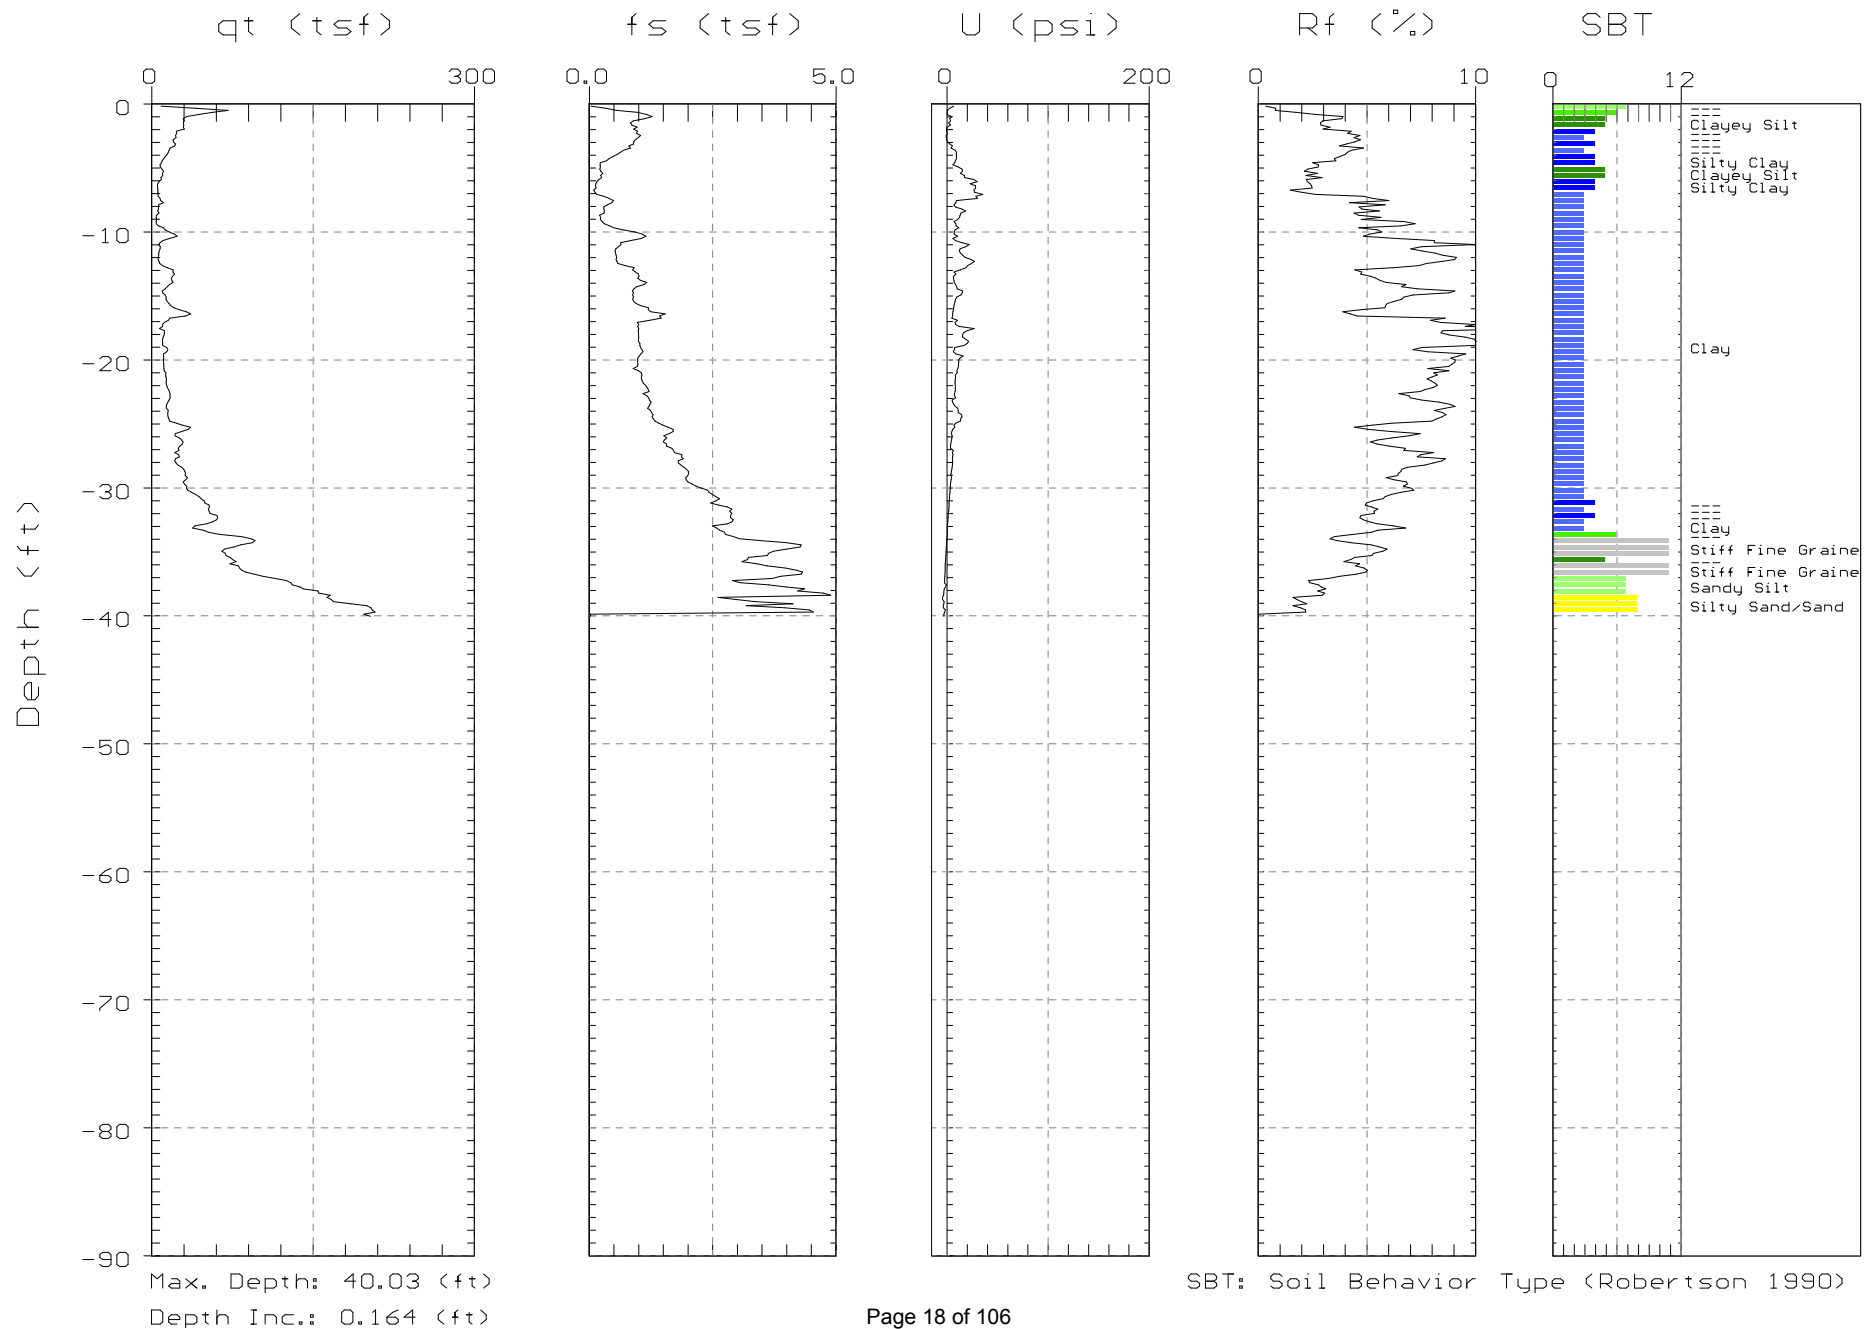 qt (tsf) fs (tsf) U (psi) Rf (%) SBT
0 300 0.0 5.0 0 200 0 10 0 12
0
-10
-20
-30
-40
-50
-60
-70
-80
-90
Depth (ft)
===
Clayey Silt
===
===
Silty Clay
Clayey Silt
Silty Clay
Clay
===
===
Clay
===
Stiff Fine Graine
===
Stiff Fine Graine
Sandy Silt
Silty Sand/Sand
Max. Depth: 40.03 (ft)
Depth Inc.: 0.164 (ft)
SBT: Soil Behavior Type (Robertson 1990)
Page 18 of 106